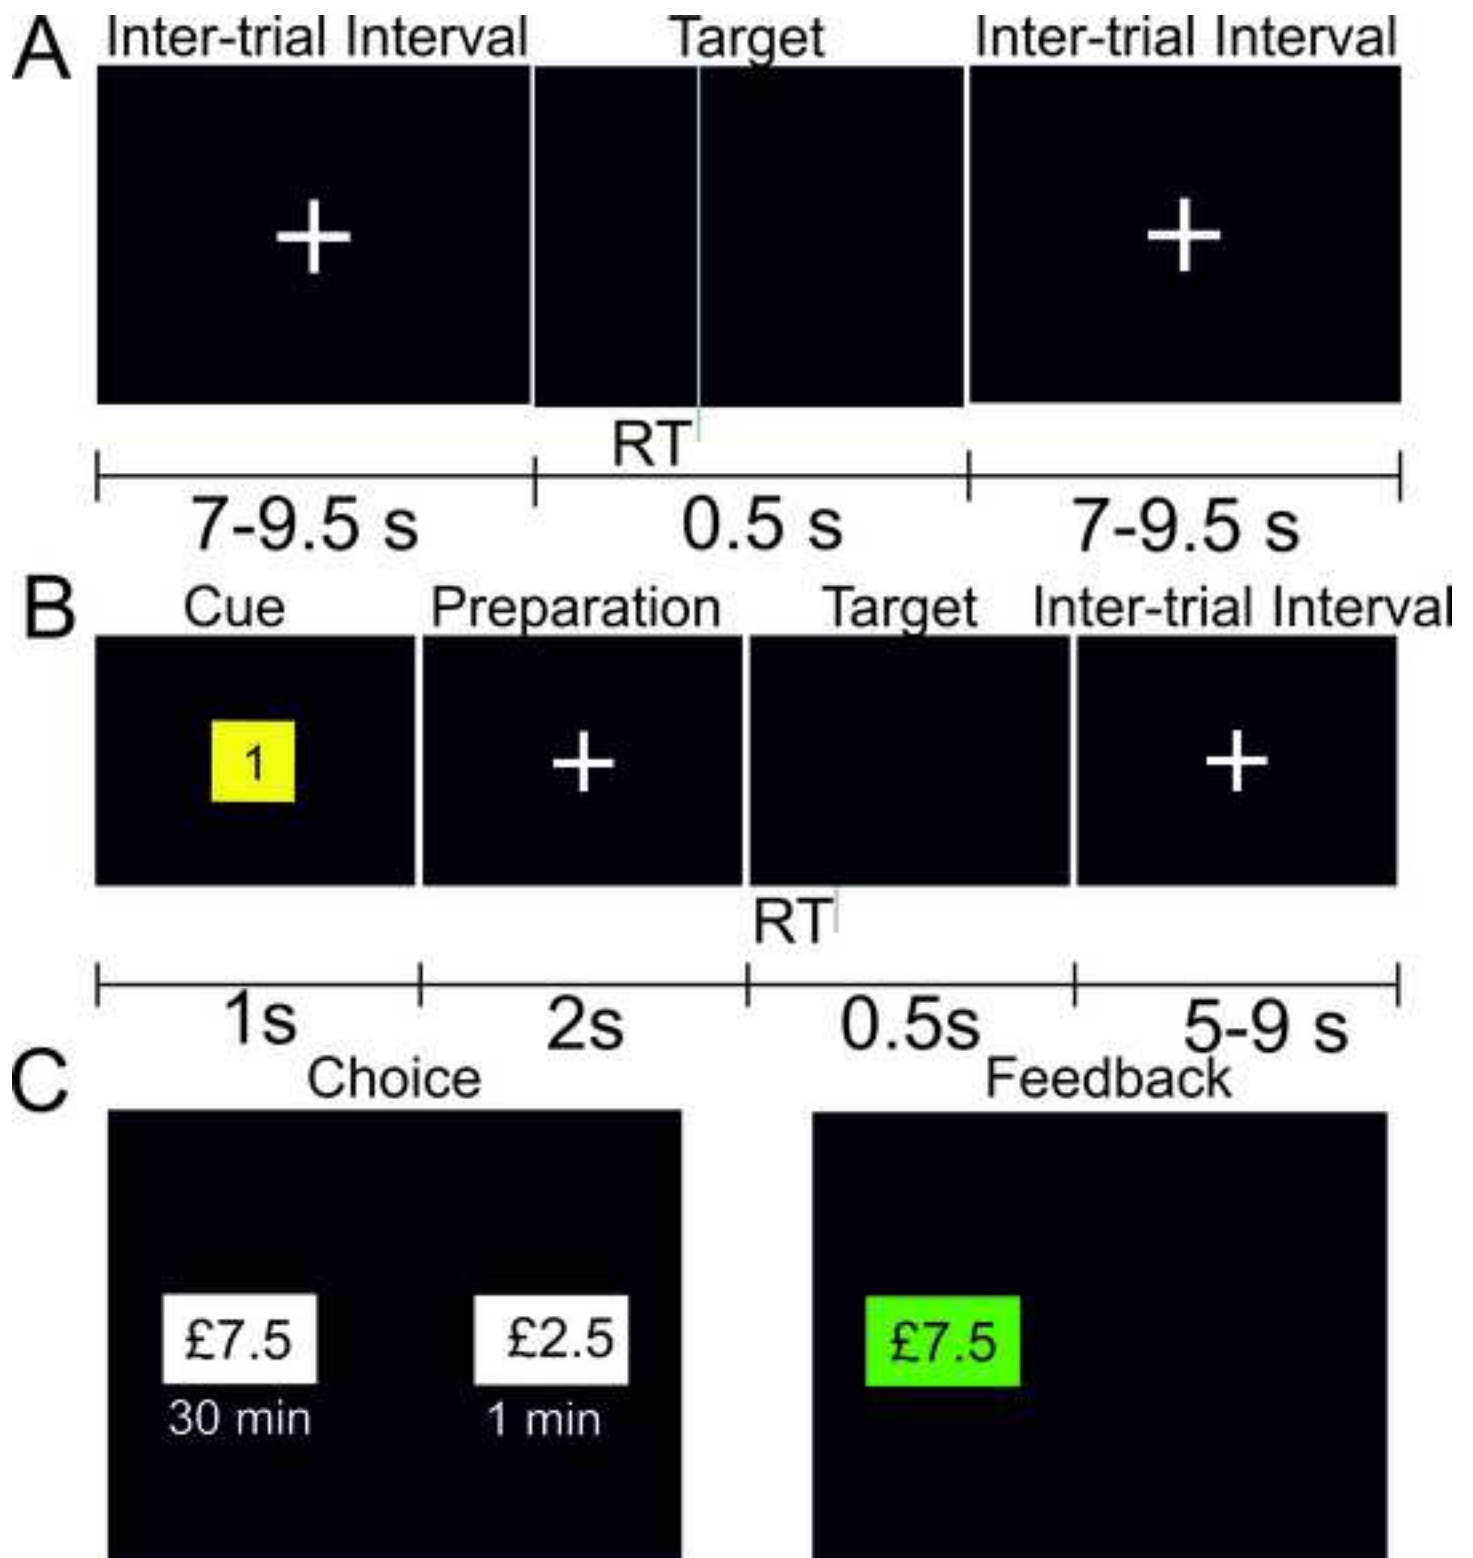 A
Inter-trial Interval Target Inter-trial Interval
RT
7-9.5 s 0.5 s 7-9.5 s
B
Cue Preparation Target Inter-trial Interval
1
RT
1s 2s 0.5s 5-9 s
C
Choice Feedback
£7.5 £2.5 £7.5
30 min 1 min